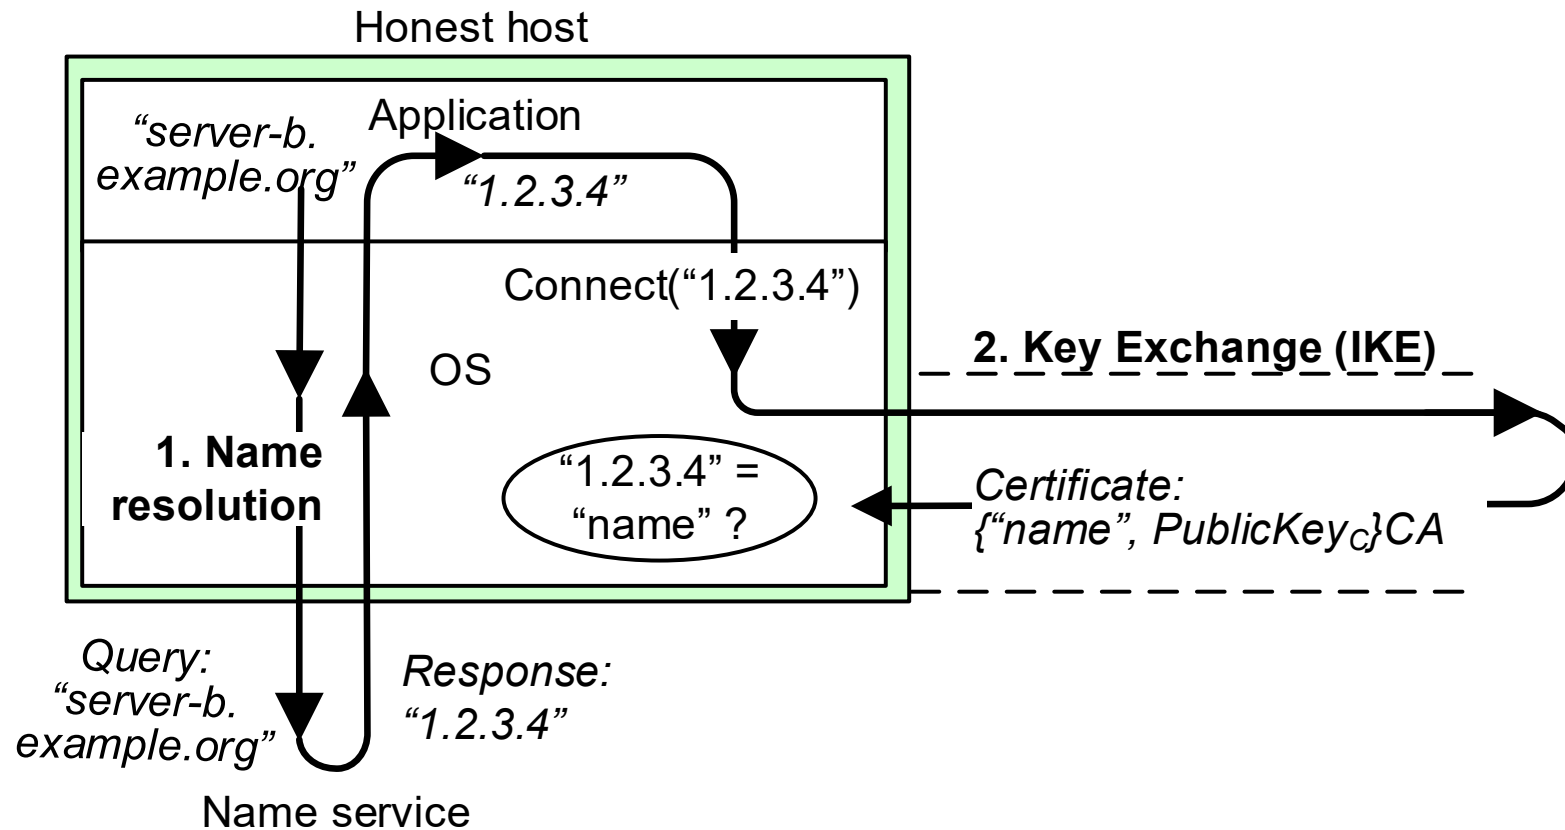 Honest host
“server-b.
example.org”
Application
“1.2.3.4”
Connect(“1.2.3.4”)
OS
2. Key Exchange (IKE)
1. Name
resolution
“1.2.3.4” =
“name” ?
Certificate:
{“name”, PublicKeyC}CA
Query:
“server-b.
example.org”
Response:
“1.2.3.4”
Name service